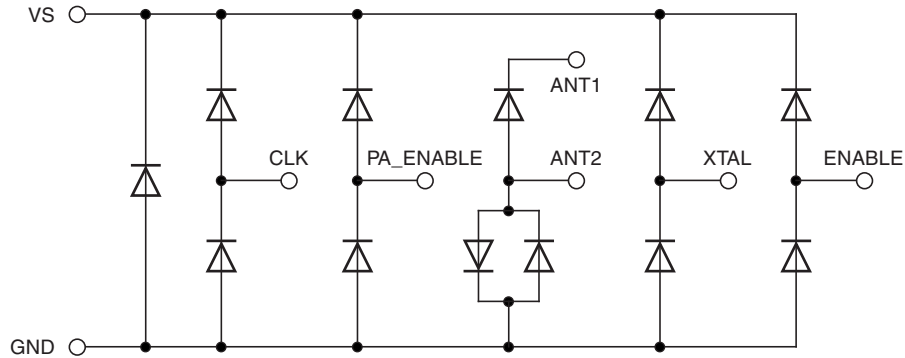 VS
ANT1
CLK
PA_ENABLE
ANT2
XTAL
ENABLE
GND